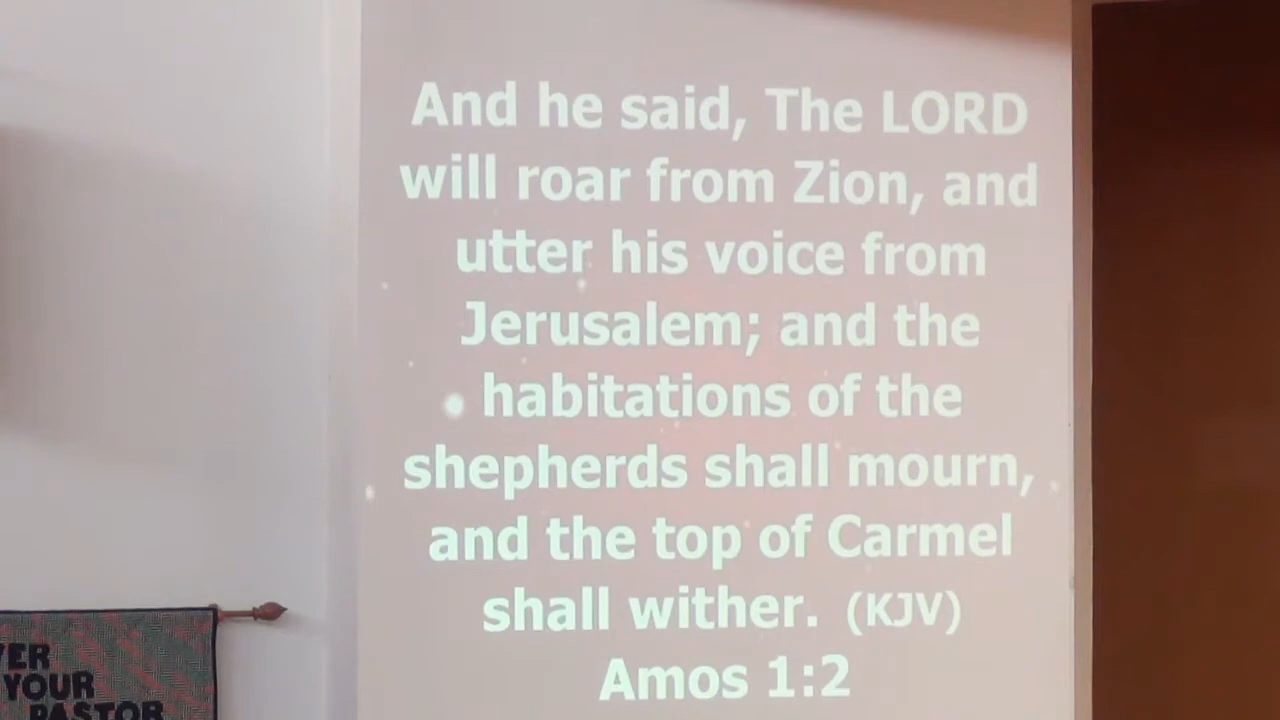 And he said, The LORD
will roar from Zion, and
utter his voice from
Jerusalem; and the
habitations of the
shepherds shall mourn,
and the top of Carmel
shall wither. (KJV)
Amos 1:2
YOUR
PASTOR